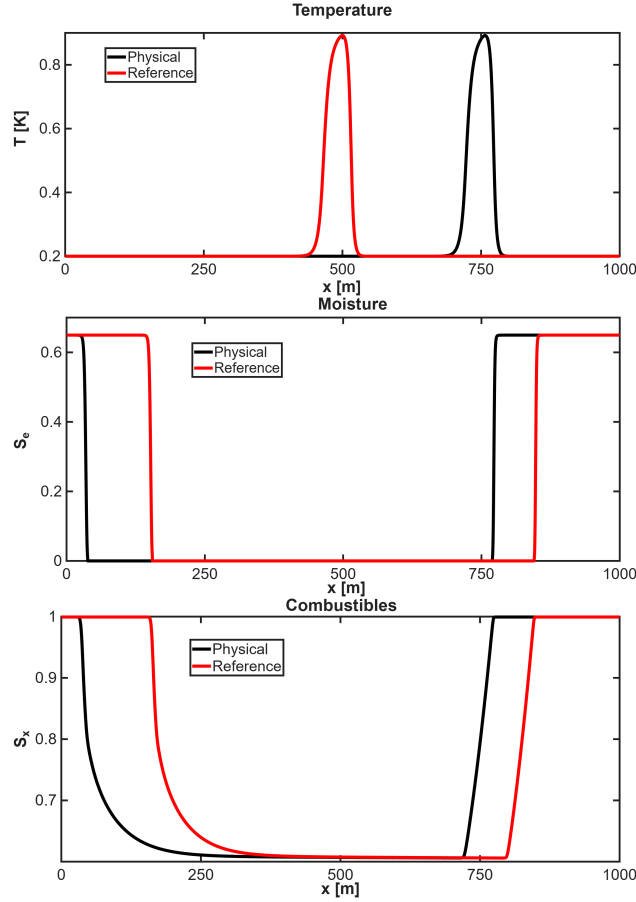 Temperature
0.8
0.6
0.4
0.2
T [K]
Physical
Reference
0 250 500 750 1000
x [m]
Moisture
0.6
0.4
0.2
0
Se
Physical
Reference
0 250 500 750 1000
x [m]
Combustibles
1
0.9
0.8
0.7
Sx
Physical
Reference
0 250 500 750 1000
x [m]